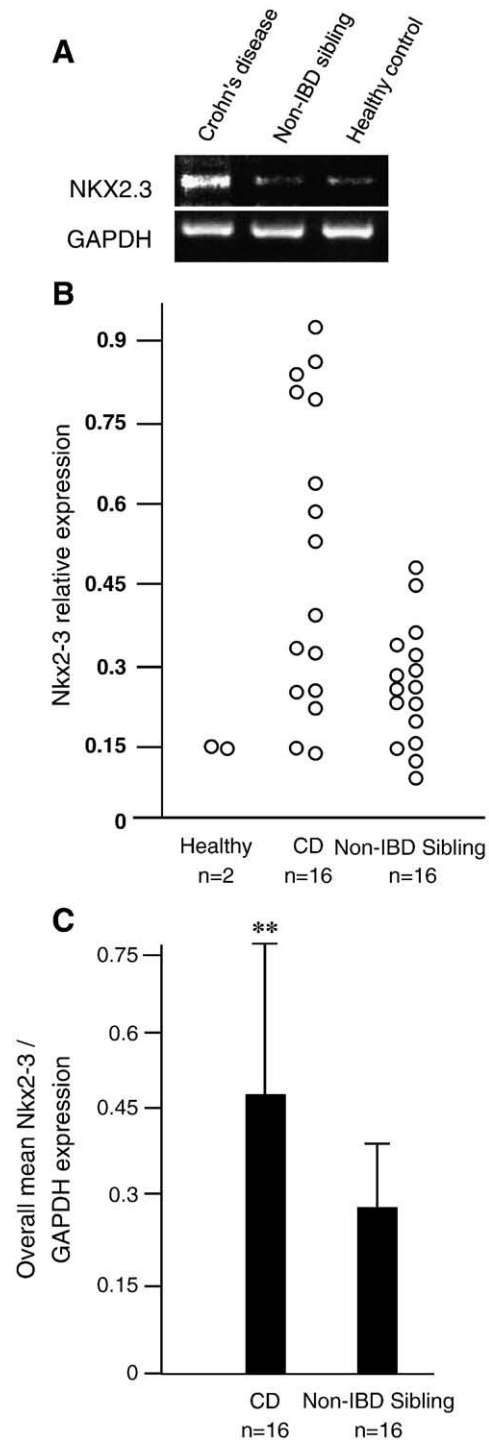 A
Crohn's disease
Non-IBD sibling
Healthy control
NKX2.3
GAPDH
B
Nkx2-3 relative expression
0.9
0.75
0.6
0.45
0.3
0.15
0
Healthy CD Non-IBD Sibling
n=2 n=16 n=16
C
Overall mean Nkx2-3 /
GAPDH expression
**
0.75
0.6
0.45
0.3
0.15
0
CD Non-IBD Sibling
n=16 n=16